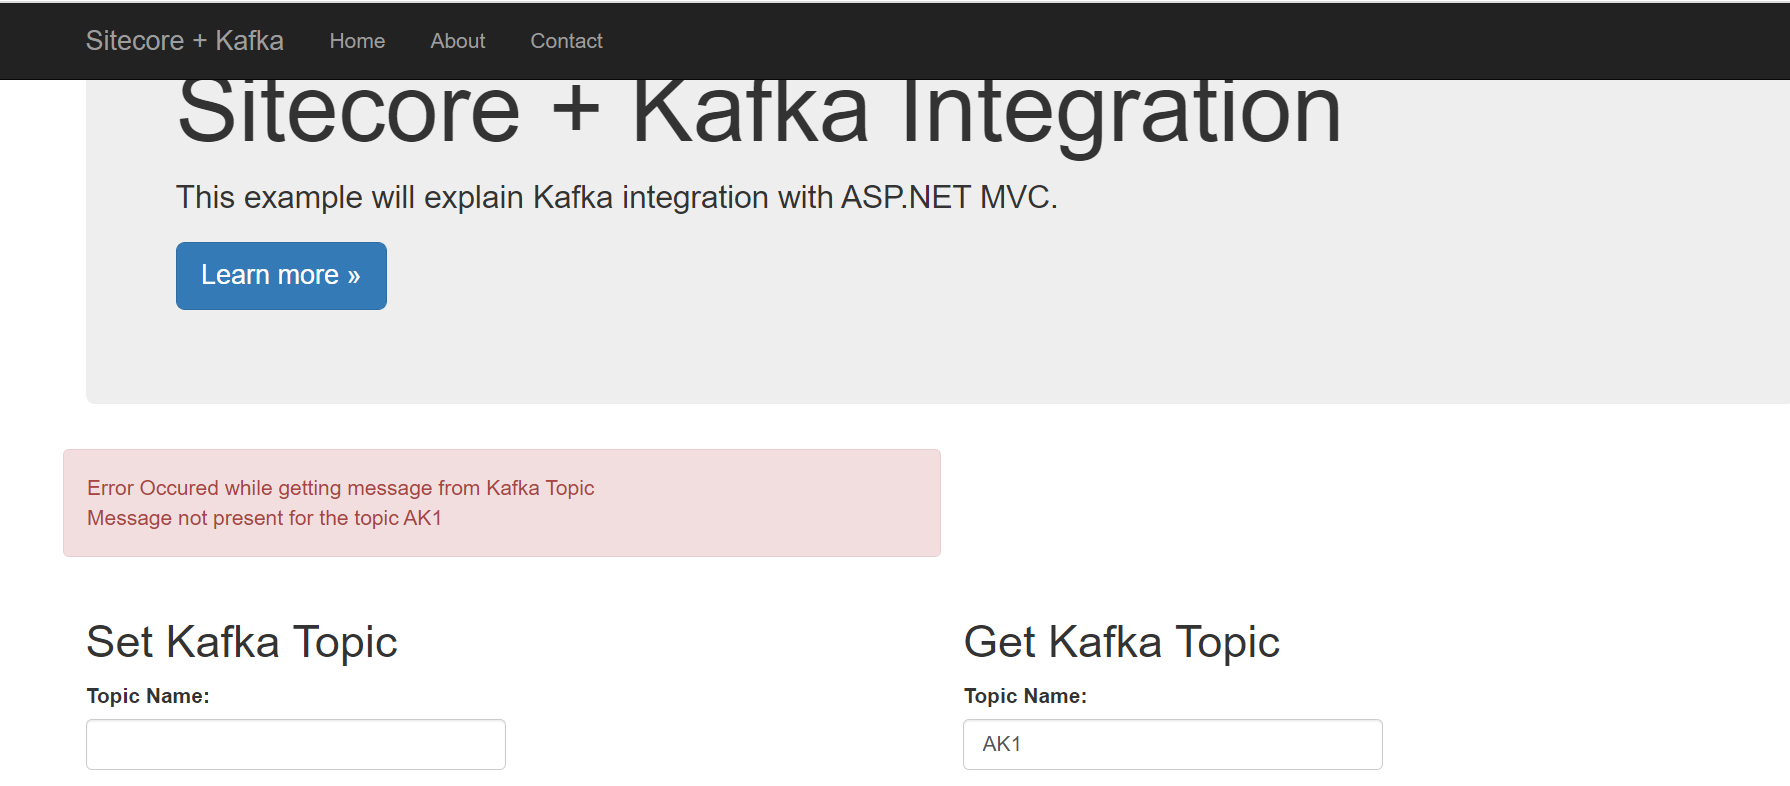 Sitecore + Kafka Home About Contact
Sitecore + Kafka Integration
This example will explain Kafka integration with ASP.NET MVC.
Learn more »
Error Occured while getting message from Kafka Topic
Message not present for the topic AK1
Set Kafka Topic
Topic Name:
Get Kafka Topic
Topic Name:
AK1